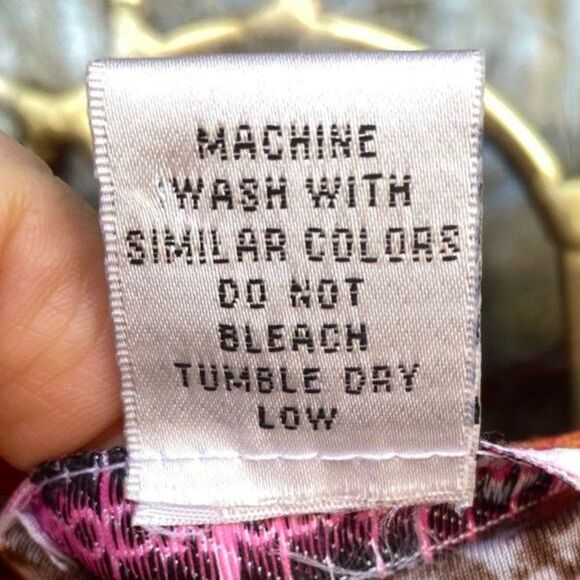 MACHINE
WASH WITH
SIMILAR COLORS
DO NOT
BLEACH
TUMBLE DRY
LOW